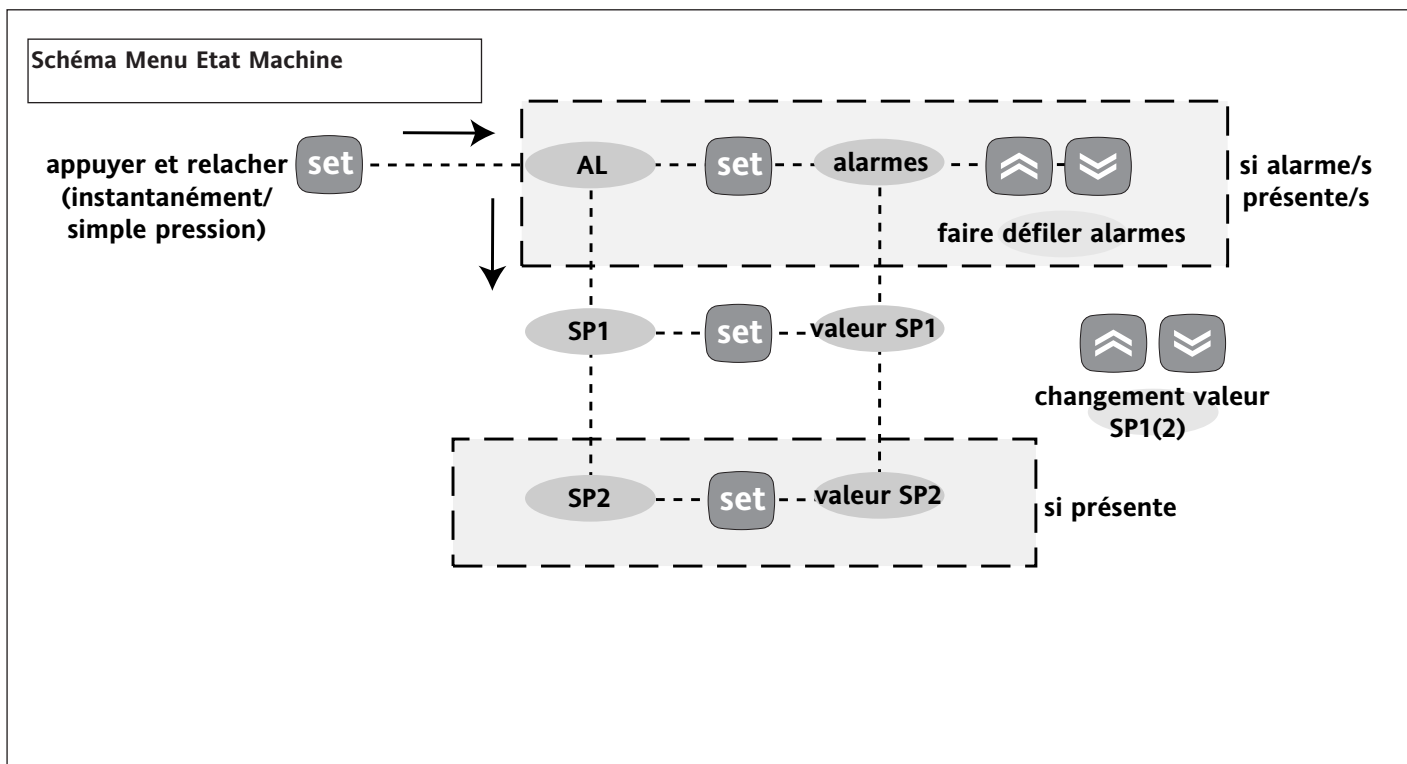 Schéma Menu Etat Machine
appuyer et relacher
(instantanément/
simple pression)
set
AL
set
alarmes
si alarme/s
présente/s
faire défiler alarmes
SP1
set
valeur SP1
changement valeur
SP1(2)
SP2
set
valeur SP2
si présente